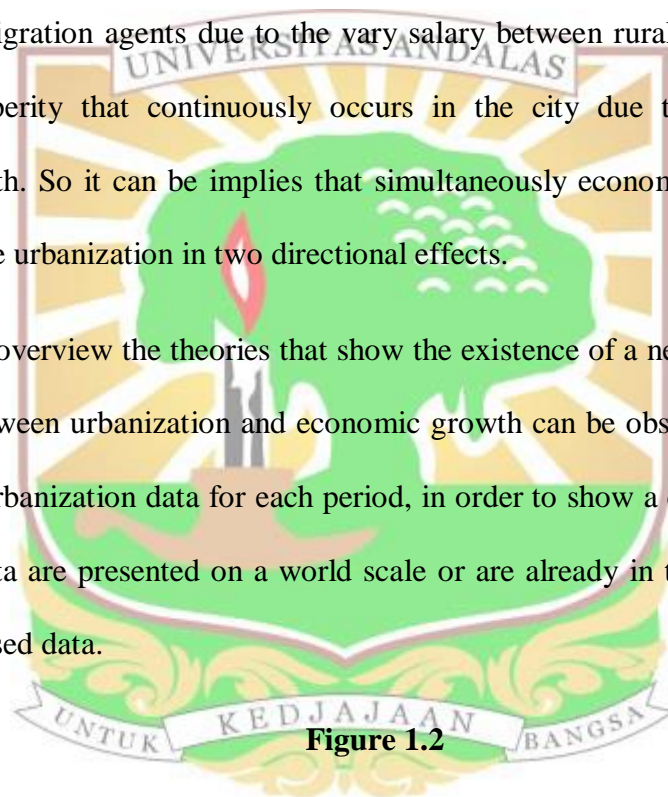 igration agents due to the vary salary between rural
UNIVERSITAS ANDALAS
perity that continuously occurs in the city due t
th. So it can be implies that simultaneously econom
e urbanization in two directional effects.
overview the theories that show the existence of a ne
ween urbanization and economic growth can be obs
rbanization data for each period, in order to show a
ta are presented on a world scale or are already in t
sed data.
UNTUK KEDJAJAAN BANGSA
Figure 1.2